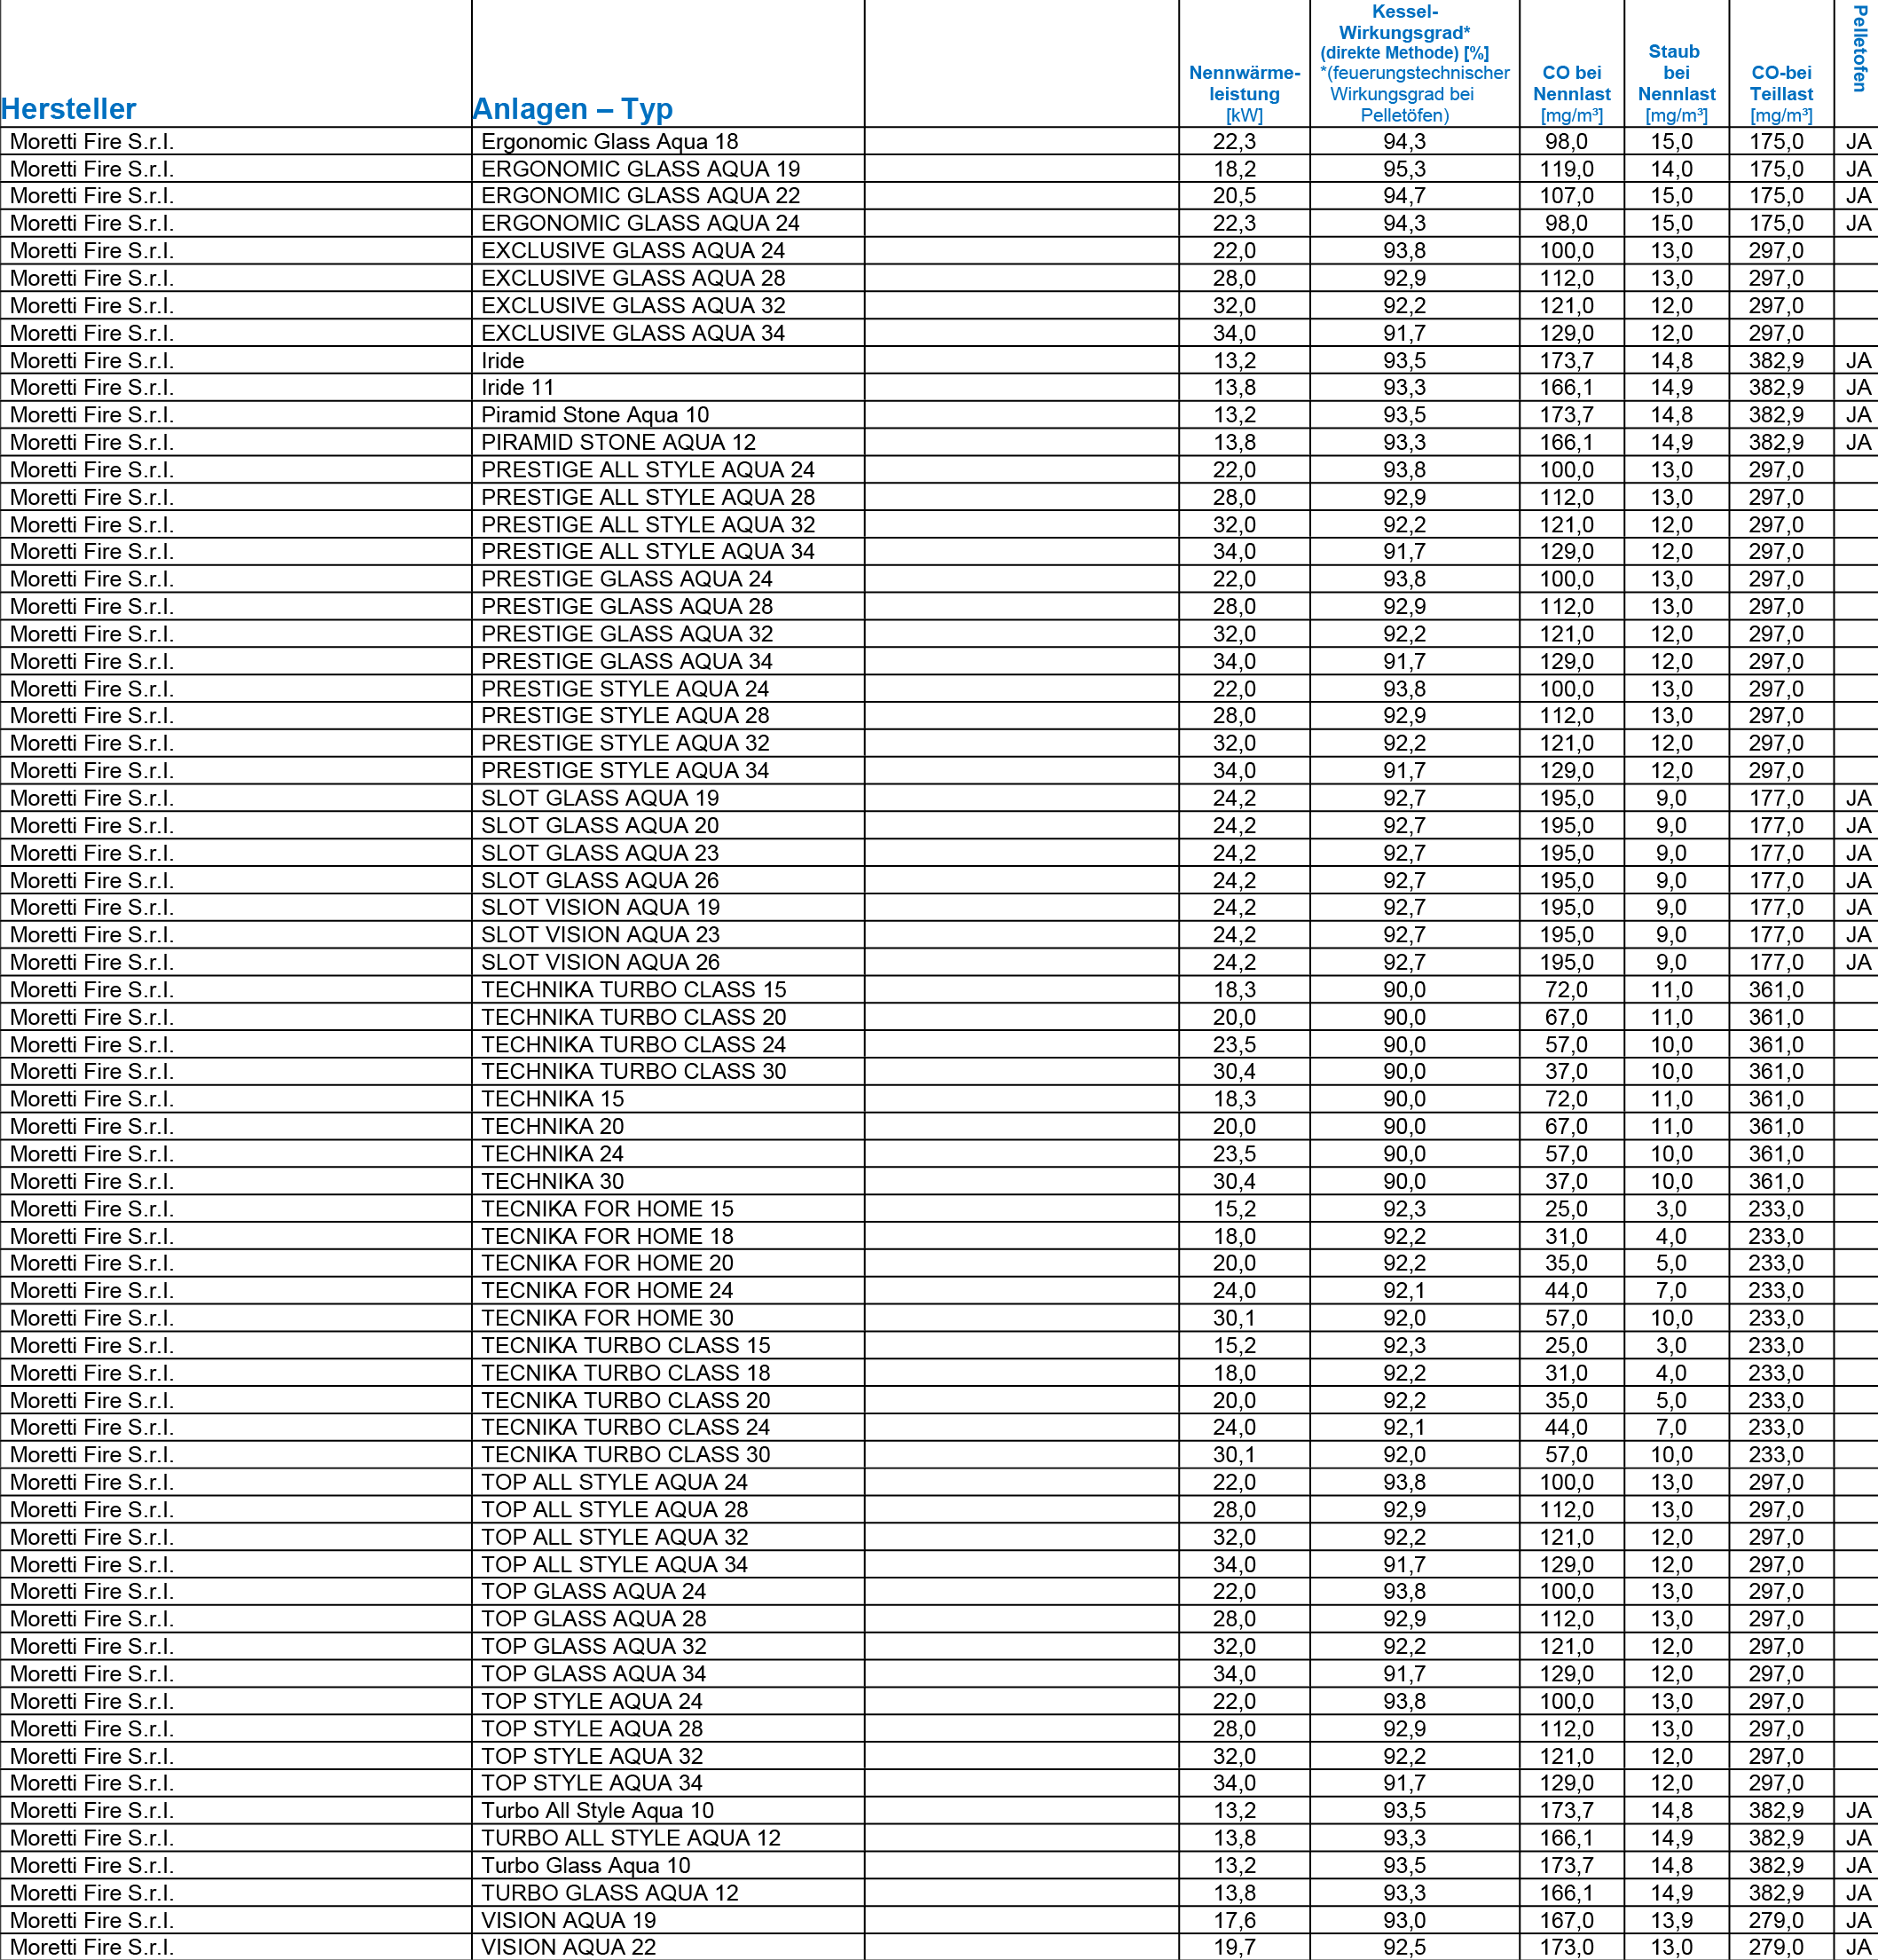 Hersteller Anlagen – Typ Nennwärme-leistung [kW] Kessel-Wirkungsgrad* (direkte Methode) [%] *(feuerungstechnischer Wirkungsgrad bei Pelletöfen) CO bei Nennlast [mg/m³] Staub bei Nennlast [mg/m³] CO-bei Teillast [mg/m³] Pelletofen
Moretti Fire S.r.l. Ergonomic Glass Aqua 18 22,3 94,3 98,0 15,0 175,0 JA
Moretti Fire S.r.l. ERGONOMIC GLASS AQUA 19 18,2 95,3 119,0 14,0 175,0 JA
Moretti Fire S.r.l. ERGONOMIC GLASS AQUA 22 20,5 94,7 107,0 15,0 175,0 JA
Moretti Fire S.r.l. ERGONOMIC GLASS AQUA 24 22,3 94,3 98,0 15,0 175,0 JA
Moretti Fire S.r.l. EXCLUSIVE GLASS AQUA 24 22,0 93,8 100,0 13,0 297,0
Moretti Fire S.r.l. EXCLUSIVE GLASS AQUA 28 28,0 92,9 112,0 13,0 297,0
Moretti Fire S.r.l. EXCLUSIVE GLASS AQUA 32 32,0 92,2 121,0 12,0 297,0
Moretti Fire S.r.l. EXCLUSIVE GLASS AQUA 34 34,0 91,7 129,0 12,0 297,0
Moretti Fire S.r.l. Iride 13,2 93,5 173,7 14,8 382,9 JA
Moretti Fire S.r.l. Iride 11 13,8 93,3 166,1 14,9 382,9 JA
Moretti Fire S.r.l. Piramid Stone Aqua 10 13,2 93,5 173,7 14,8 382,9 JA
Moretti Fire S.r.l. PIRAMID STONE AQUA 12 13,8 93,3 166,1 14,9 382,9 JA
Moretti Fire S.r.l. PRESTIGE ALL STYLE AQUA 24 22,0 93,8 100,0 13,0 297,0
Moretti Fire S.r.l. PRESTIGE ALL STYLE AQUA 28 28,0 92,9 112,0 13,0 297,0
Moretti Fire S.r.l. PRESTIGE ALL STYLE AQUA 32 32,0 92,2 121,0 12,0 297,0
Moretti Fire S.r.l. PRESTIGE ALL STYLE AQUA 34 34,0 91,7 129,0 12,0 297,0
Moretti Fire S.r.l. PRESTIGE GLASS AQUA 24 22,0 93,8 100,0 13,0 297,0
Moretti Fire S.r.l. PRESTIGE GLASS AQUA 28 28,0 92,9 112,0 13,0 297,0
Moretti Fire S.r.l. PRESTIGE GLASS AQUA 32 32,0 92,2 121,0 12,0 297,0
Moretti Fire S.r.l. PRESTIGE GLASS AQUA 34 34,0 91,7 129,0 12,0 297,0
Moretti Fire S.r.l. PRESTIGE STYLE AQUA 24 22,0 93,8 100,0 13,0 297,0
Moretti Fire S.r.l. PRESTIGE STYLE AQUA 28 28,0 92,9 112,0 13,0 297,0
Moretti Fire S.r.l. PRESTIGE STYLE AQUA 32 32,0 92,2 121,0 12,0 297,0
Moretti Fire S.r.l. PRESTIGE STYLE AQUA 34 34,0 91,7 129,0 12,0 297,0
Moretti Fire S.r.l. SLOT GLASS AQUA 19 24,2 92,7 195,0 9,0 177,0 JA
Moretti Fire S.r.l. SLOT GLASS AQUA 20 24,2 92,7 195,0 9,0 177,0 JA
Moretti Fire S.r.l. SLOT GLASS AQUA 23 24,2 92,7 195,0 9,0 177,0 JA
Moretti Fire S.r.l. SLOT GLASS AQUA 26 24,2 92,7 195,0 9,0 177,0 JA
Moretti Fire S.r.l. SLOT VISION AQUA 19 24,2 92,7 195,0 9,0 177,0 JA
Moretti Fire S.r.l. SLOT VISION AQUA 23 24,2 92,7 195,0 9,0 177,0 JA
Moretti Fire S.r.l. SLOT VISION AQUA 26 24,2 92,7 195,0 9,0 177,0 JA
Moretti Fire S.r.l. TECHNIKA TURBO CLASS 15 18,3 90,0 72,0 11,0 361,0
Moretti Fire S.r.l. TECHNIKA TURBO CLASS 20 20,0 90,0 67,0 11,0 361,0
Moretti Fire S.r.l. TECHNIKA TURBO CLASS 24 23,5 90,0 57,0 10,0 361,0
Moretti Fire S.r.l. TECHNIKA TURBO CLASS 30 30,4 90,0 37,0 10,0 361,0
Moretti Fire S.r.l. TECHNIKA 15 18,3 90,0 72,0 11,0 361,0
Moretti Fire S.r.l. TECHNIKA 20 20,0 90,0 67,0 11,0 361,0
Moretti Fire S.r.l. TECHNIKA 24 23,5 90,0 57,0 10,0 361,0
Moretti Fire S.r.l. TECHNIKA 30 30,4 90,0 37,0 10,0 361,0
Moretti Fire S.r.l. TECNIKA FOR HOME 15 15,2 92,3 25,0 3,0 233,0
Moretti Fire S.r.l. TECNIKA FOR HOME 18 18,0 92,2 31,0 4,0 233,0
Moretti Fire S.r.l. TECNIKA FOR HOME 20 20,0 92,2 35,0 5,0 233,0
Moretti Fire S.r.l. TECNIKA FOR HOME 24 24,0 92,1 44,0 7,0 233,0
Moretti Fire S.r.l. TECNIKA FOR HOME 30 30,1 92,0 57,0 10,0 233,0
Moretti Fire S.r.l. TECNIKA TURBO CLASS 15 15,2 92,3 25,0 3,0 233,0
Moretti Fire S.r.l. TECNIKA TURBO CLASS 18 18,0 92,2 31,0 4,0 233,0
Moretti Fire S.r.l. TECNIKA TURBO CLASS 20 20,0 92,2 35,0 5,0 233,0
Moretti Fire S.r.l. TECNIKA TURBO CLASS 24 24,0 92,1 44,0 7,0 233,0
Moretti Fire S.r.l. TECNIKA TURBO CLASS 30 30,1 92,0 57,0 10,0 233,0
Moretti Fire S.r.l. TOP ALL STYLE AQUA 24 22,0 93,8 100,0 13,0 297,0
Moretti Fire S.r.l. TOP ALL STYLE AQUA 28 28,0 92,9 112,0 13,0 297,0
Moretti Fire S.r.l. TOP ALL STYLE AQUA 32 32,0 92,2 121,0 12,0 297,0
Moretti Fire S.r.l. TOP ALL STYLE AQUA 34 34,0 91,7 129,0 12,0 297,0
Moretti Fire S.r.l. TOP GLASS AQUA 24 22,0 93,8 100,0 13,0 297,0
Moretti Fire S.r.l. TOP GLASS AQUA 28 28,0 92,9 112,0 13,0 297,0
Moretti Fire S.r.l. TOP GLASS AQUA 32 32,0 92,2 121,0 12,0 297,0
Moretti Fire S.r.l. TOP GLASS AQUA 34 34,0 91,7 129,0 12,0 297,0
Moretti Fire S.r.l. TOP STYLE AQUA 24 22,0 93,8 100,0 13,0 297,0
Moretti Fire S.r.l. TOP STYLE AQUA 28 28,0 92,9 112,0 13,0 297,0
Moretti Fire S.r.l. TOP STYLE AQUA 32 32,0 92,2 121,0 12,0 297,0
Moretti Fire S.r.l. TOP STYLE AQUA 34 34,0 91,7 129,0 12,0 297,0
Moretti Fire S.r.l. Turbo All Style Aqua 10 13,2 93,5 173,7 14,8 382,9 JA
Moretti Fire S.r.l. TURBO ALL STYLE AQUA 12 13,8 93,3 166,1 14,9 382,9 JA
Moretti Fire S.r.l. Turbo Glass Aqua 10 13,2 93,5 173,7 14,8 382,9 JA
Moretti Fire S.r.l. TURBO GLASS AQUA 12 13,8 93,3 166,1 14,9 382,9 JA
Moretti Fire S.r.l. VISION AQUA 19 17,6 93,0 167,0 13,9 279,0 JA
Moretti Fire S.r.l. VISION AQUA 22 19,7 92,5 173,0 13,0 279,0 JA